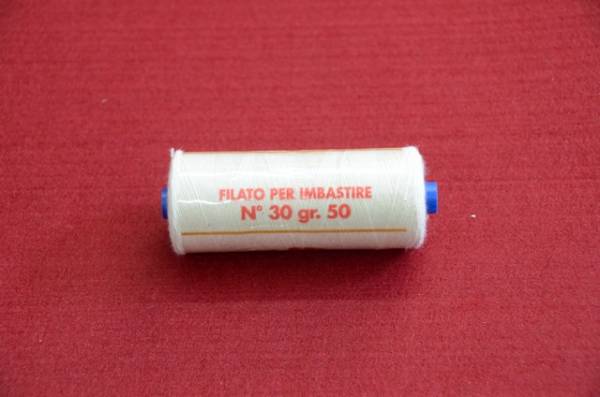 FILATO PER IMBASTIRE
N° 30 gr. 50